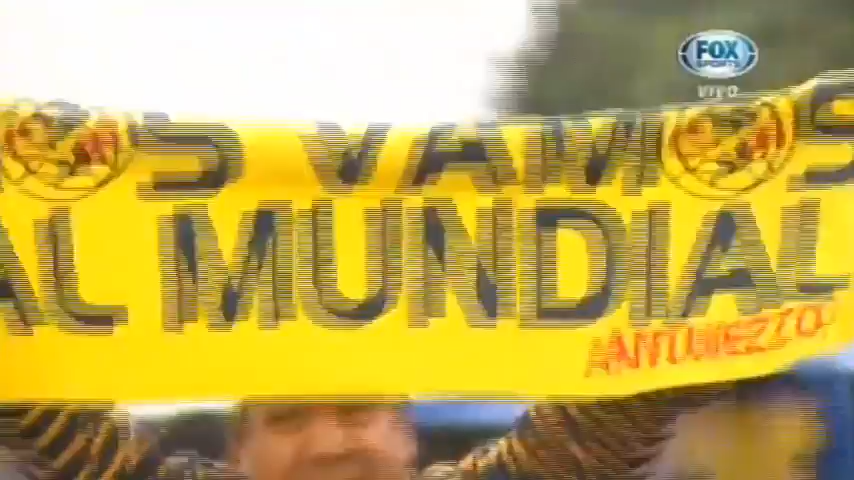 FOX
SPORTS
VIVO
S VAMOS
AL MUNDIAL